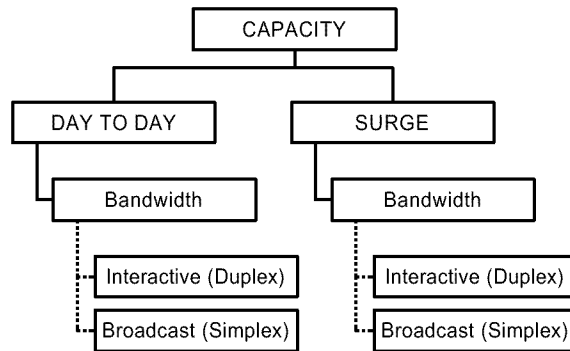 CAPACITY
DAY TO DAY
SURGE
Bandwidth
Bandwidth
Interactive (Duplex)
Interactive (Duplex)
Broadcast (Simplex)
Broadcast (Simplex)